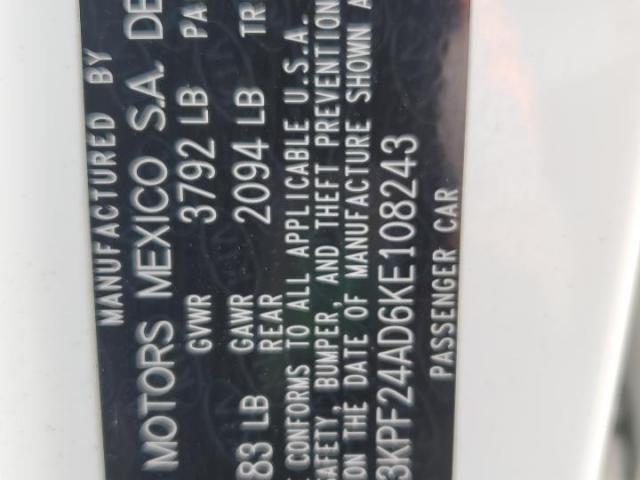 MANUFACTURED BY
MOTORS MEXICO S.A. DE
GVWR
3792 LB
GAWR
REAR
83 LB 2094 LB
CONFORMS TO ALL APPLICABLE U.S.A.
SAFETY, BUMPER, AND THEFT PREVENTION
ON THE DATE OF MANUFACTURE SHOWN A
3KPF24AD6KE108243
PASSENGER CAR